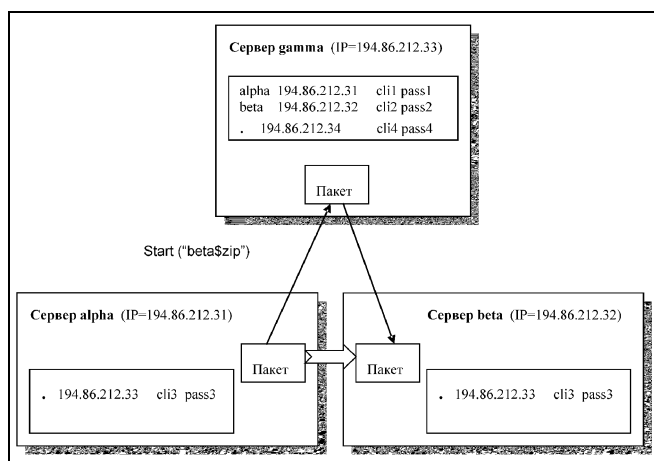 Сервер gamma (IP=194.86.212.33)
alpha 194.86.212.31 cli1 pass1
beta 194.86.212.32 cli2 pass2
. 194.86.212.34 cli4 pass4
Пакет
Start (“beta$zip”)
Сервер alpha (IP=194.86.212.31)
Пакет
. 194.86.212.33 cli3 pass3
Сервер beta (IP=194.86.212.32)
Пакет
. 194.86.212.33 cli3 pass3